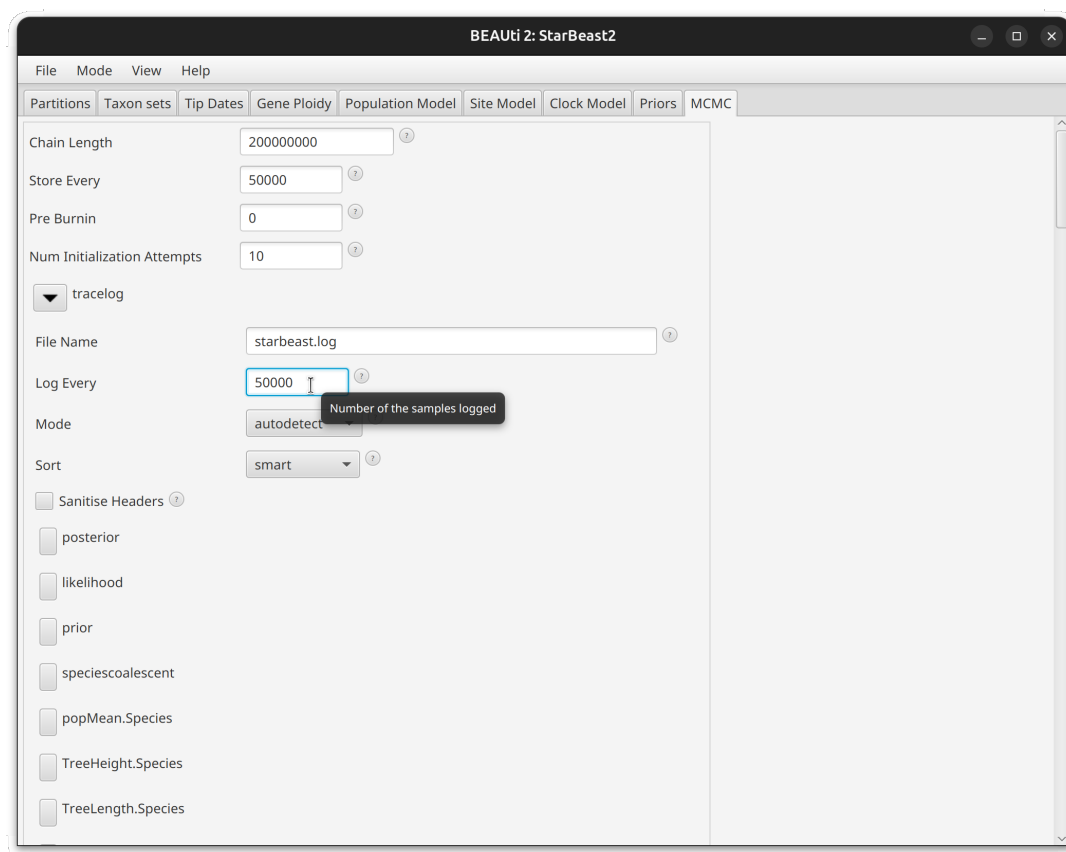 BEAUti 2: StarBeast2
File Mode View Help
Partitions Taxon sets Tip Dates Gene Ploidy Population Model Site Model Clock Model Priors MCMC
Chain Length 200000000 ?
Store Every 50000 ?
Pre Burnin 0 ?
Num Initialization Attempts 10 ?
tracelog
File Name starbeast.log ?
Log Every 50000 ?
Number of the samples logged
Mode autodetect
Sort smart ?
Sanitise Headers ?
posterior
likelihood
prior
speciescoalescent
popMean.Species
TreeHeight.Species
TreeLength.Species